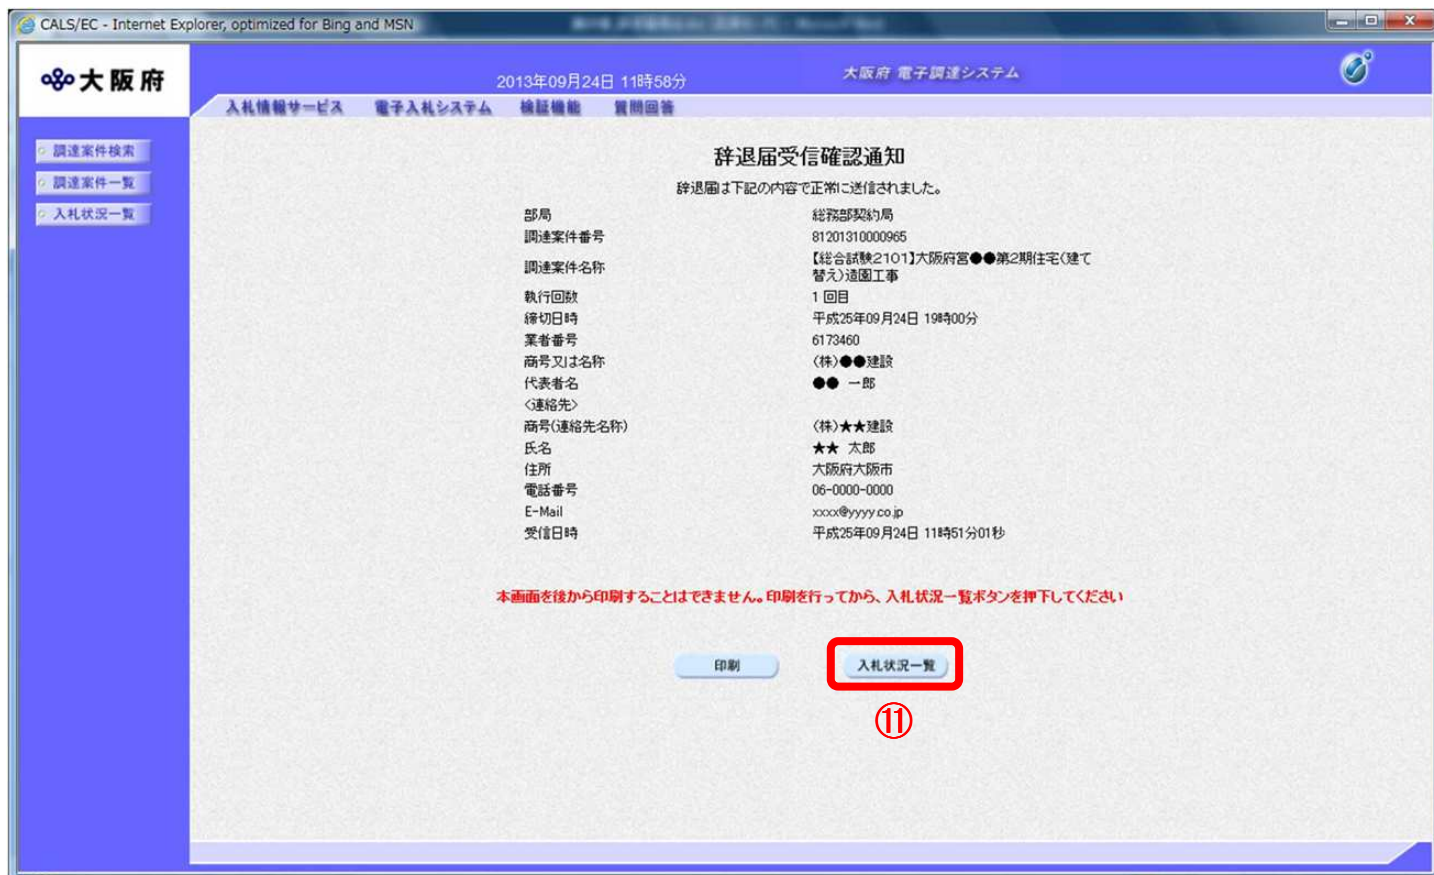 CALS/EC - Internet Explorer, optimized for Bing and MSN
大阪府
2013年09月24日 11時58分
大阪府 電子調達システム
入札情報サービス 電子入札システム 検証機能 質問回答
調達案件検索
調達案件一覧
入札状況一覧
辞退届受信確認通知
辞退届は下記の内容で正常に送信されました。
部局 総務部契約局
調達案件番号 81201310000965
調達案件名称 【総合試験2101】大阪府営●●第2期住宅(建て
替え)造園工事
執行回数 1回目
締切日時 平成25年09月24日 19時00分
業者番号 6173460
商号又は名称 (株)●●建設
代表者名 ●● 一郎
<連絡先>
商号(連絡先名称) (株)★★建設
氏名 ★★ 太郎
住所 大阪府大阪市
電話番号 06-0000-0000
E-Mail xxxx@yyyy.co.jp
受信日時 平成25年09月24日 11時51分01秒
本画面を後から印刷することはできません。印刷を行ってから、入札状況一覧ボタンを押下してください
印刷 入札状況一覧
⑪